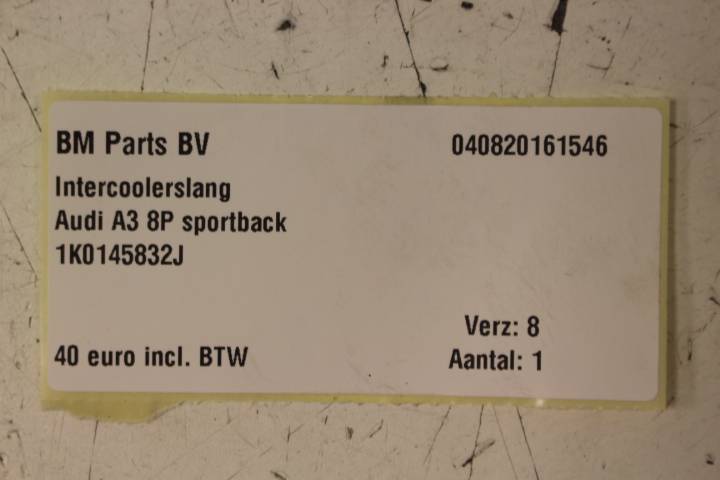 BM Parts BV 040820161546
Intercoolerslang
Audi A3 8P sportback
1K0145832J
Verz: 8
40 euro incl. BTW Aantal: 1